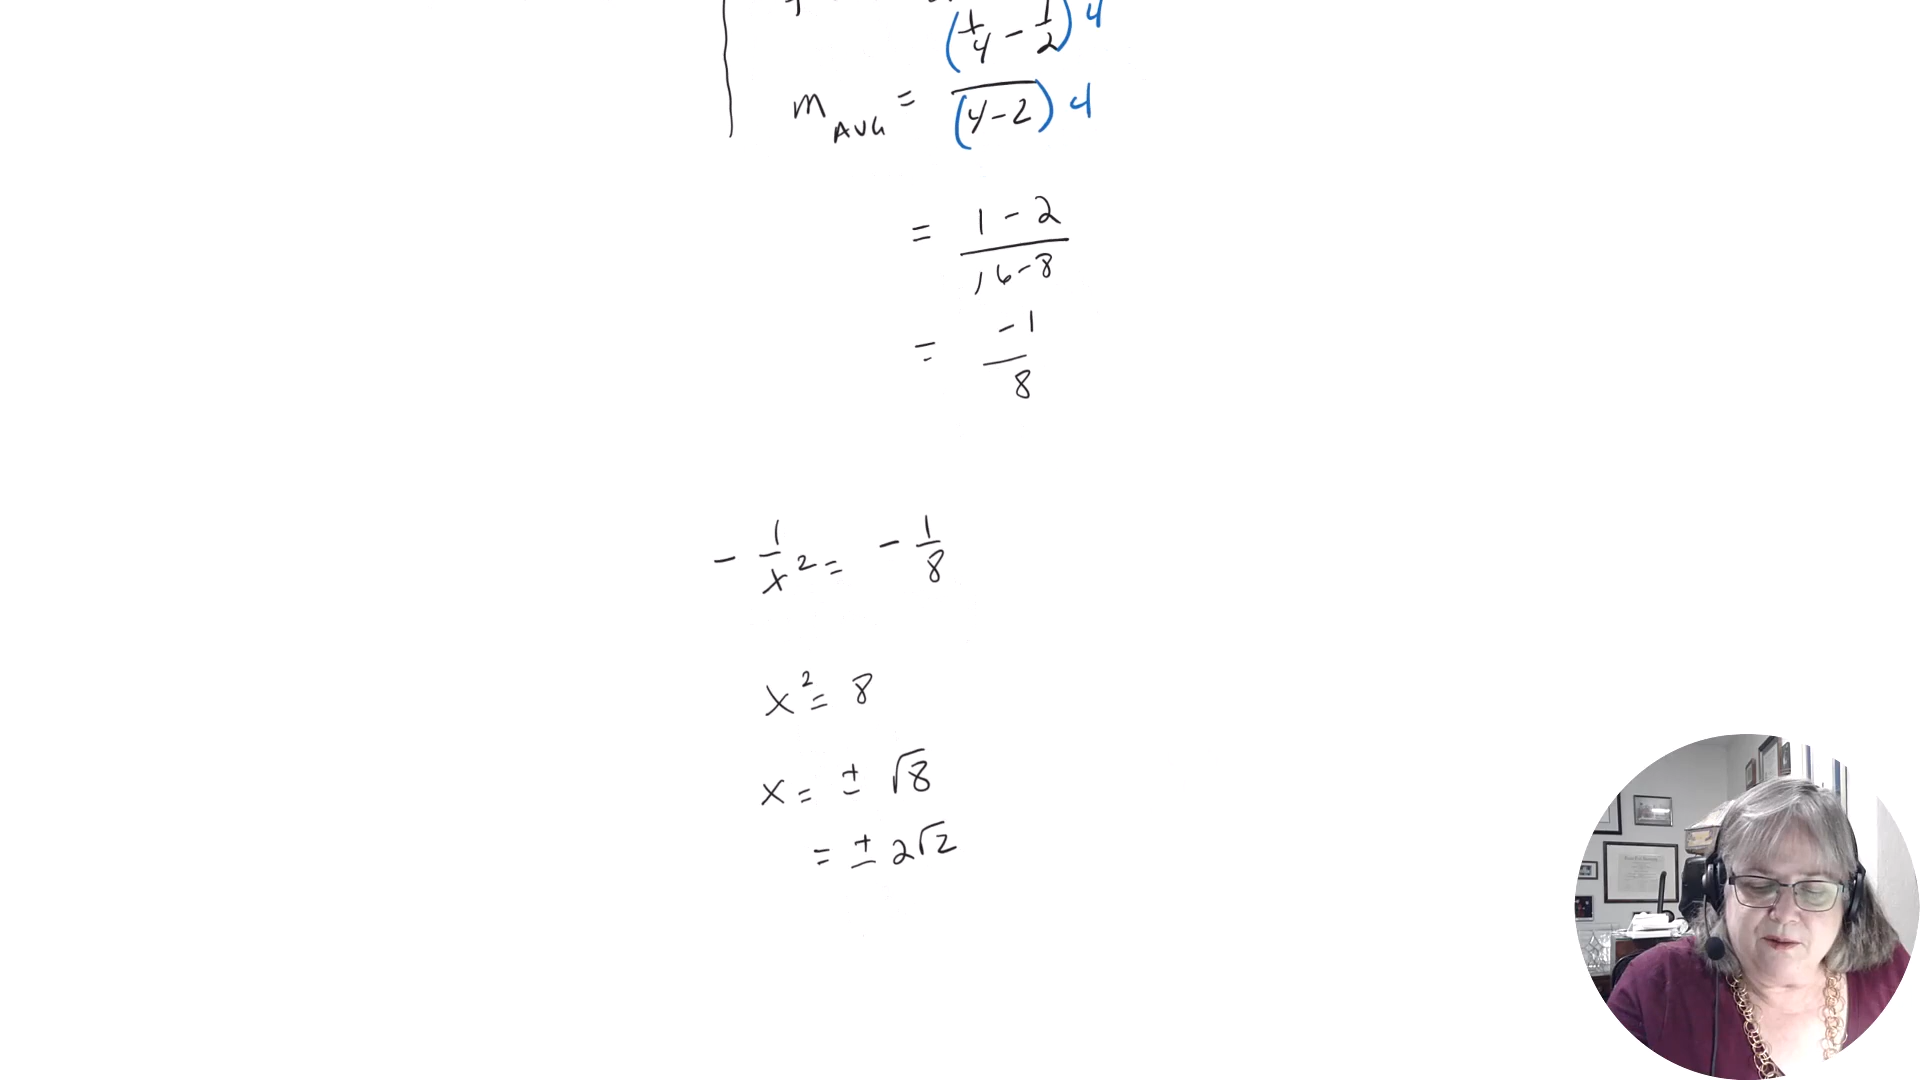 (1/4 - 1/2) 4
m AVG = (4-2) 4
= 1 - 2 / 16 - 8
= -1 / 8
- 1/x² = - 1/8
x² = 8
x = ± √8
= ± 2√2